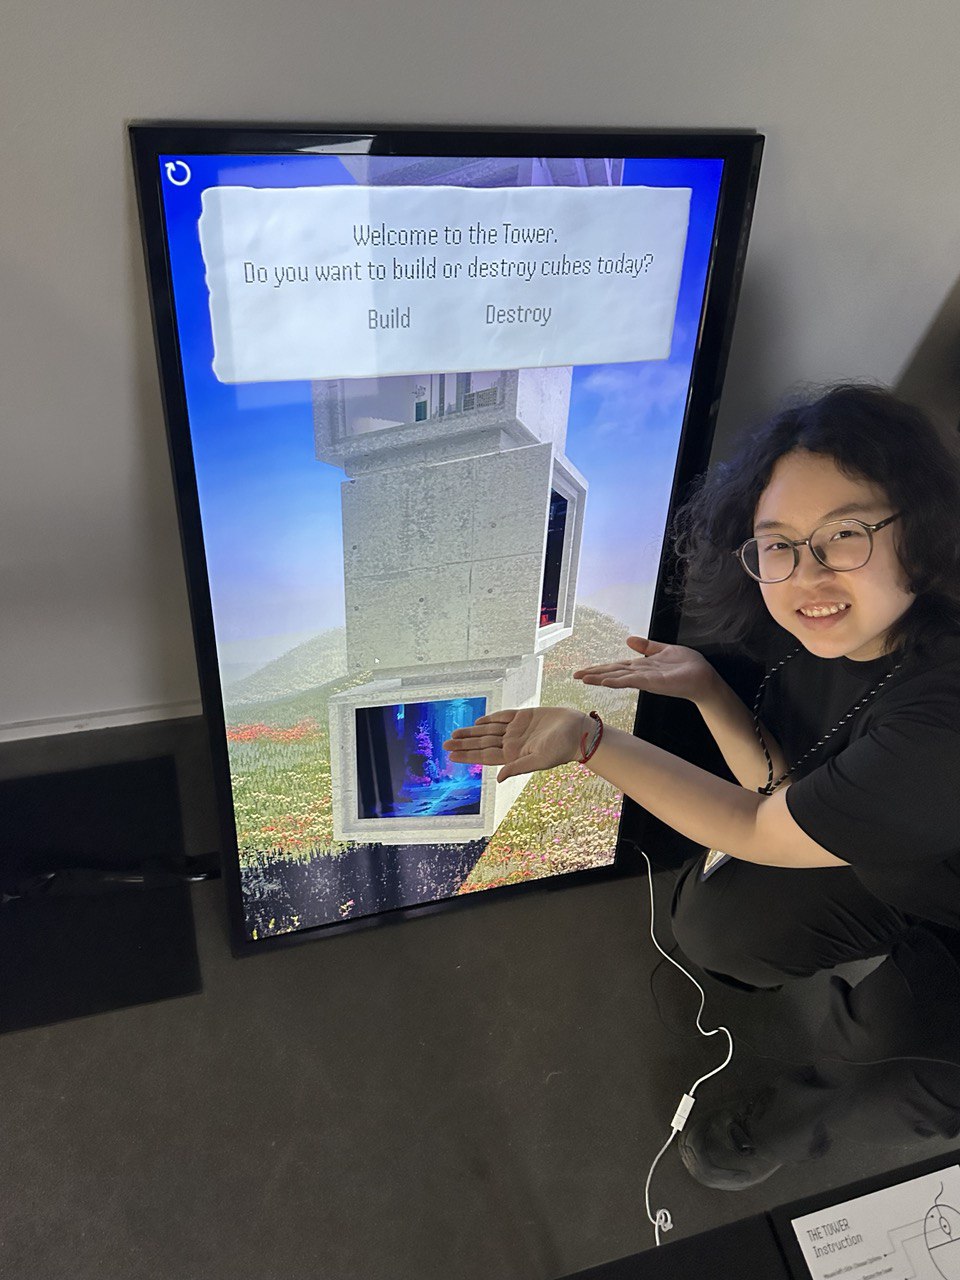 Welcome to the Tower.
Do you want to build or destroy cubes today?
Build Destroy
THE TOWER
Instruction